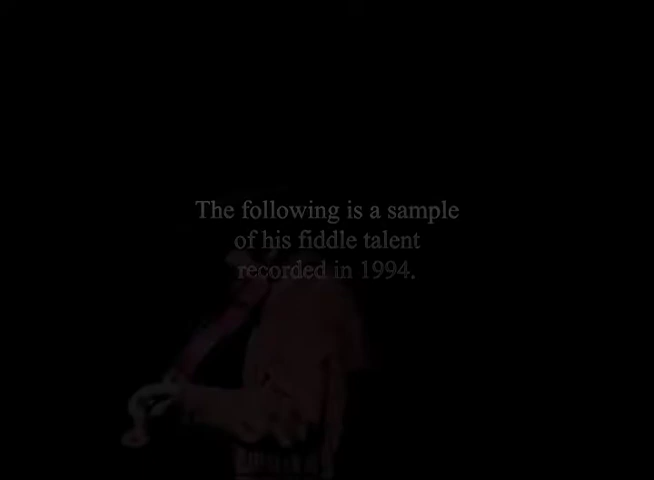 The following is a sample
of his fiddle talent
recorded in 1994.